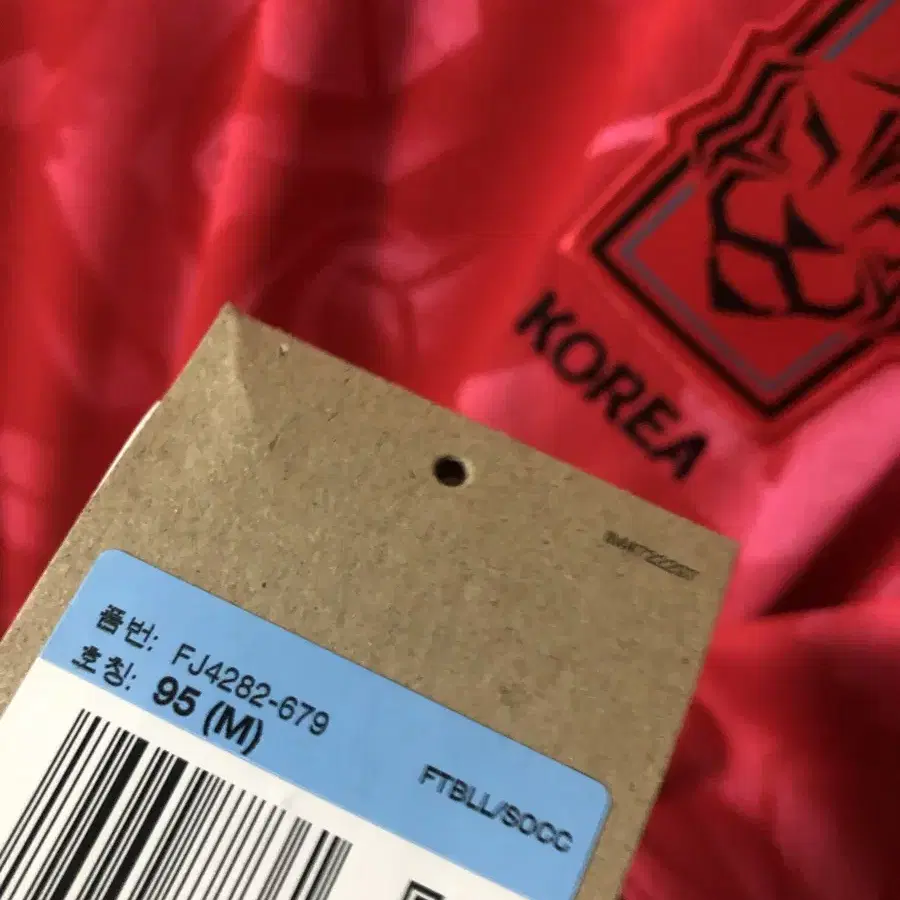 KOREA
품번: FJ4282-679
호칭: 95 (M)
FTBLL/SOCC